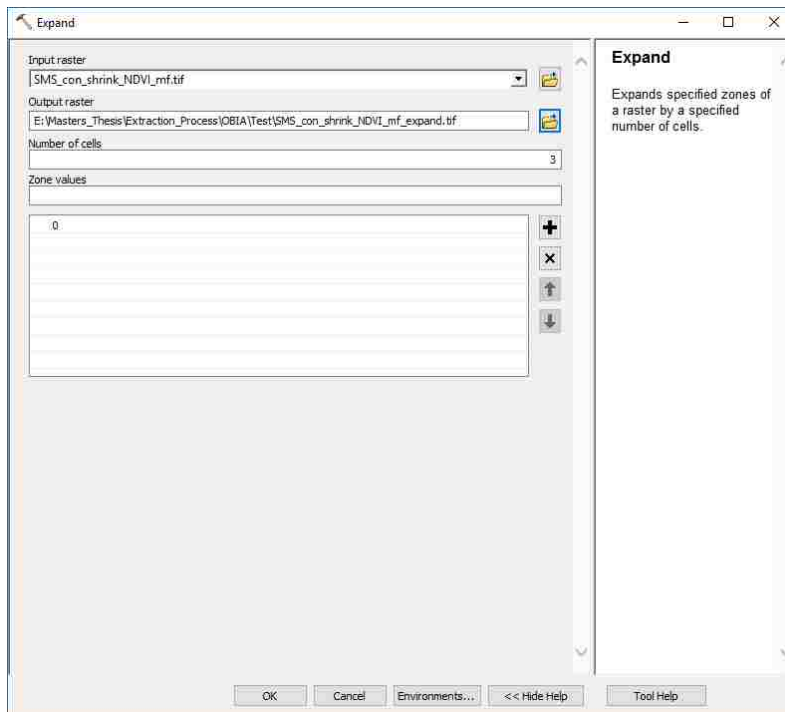 Expand
Input raster
SMS_con_shrink_NDVI_mf.tif
Output raster
E:\Masters_Thesis\Extraction_Process\OBIA\Test\SMS_con_shrink_NDVI_mf_expand.tif
Number of cells
3
Zone values
0
OK
Cancel
Environments...
<< Hide Help
Expand
Expands specified zones of
a raster by a specified
number of cells.
Tool Help